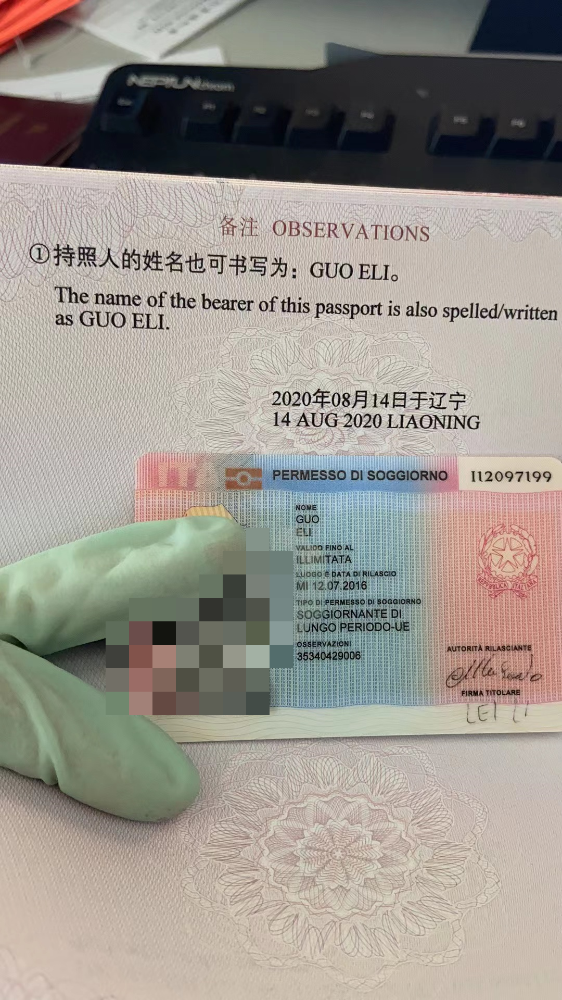 NEPTUN
备注 OBSERVATIONS
①持照人的姓名也可书写为：GUO ELI。
The name of the bearer of this passport is also spelled/written
as GUO ELI.
2020年08月14日于辽宁
14 AUG 2020 LIAONING
ITA
PERMESSO DI SOGGIORNO I12097199
NOME
GUO
ELI
VALIDO FINO AL
ILLIMITATA
LUOGO E DATA DI RILASCIO
MI 12.07.2016
TIPO DI PERMESSO DI SOGGIORNO
SOGGIORNANTE DI
LUNGO PERIODO-UE
OSSERVAZIONI
35340429006
REPVBBLICA ITALIANA
AUTORITÀ RILASCIANTE
FIRMA TITOLARE
LEI LI